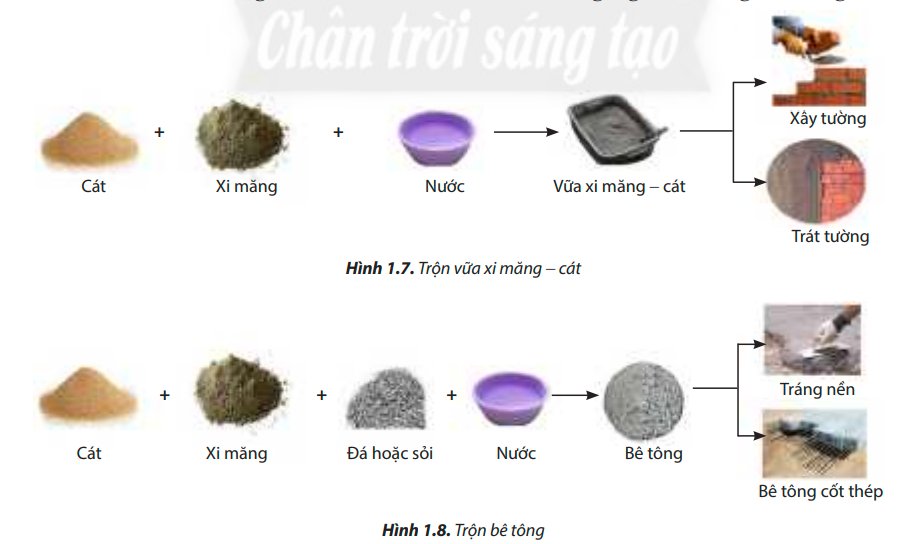 Chân trời sáng tạo
+ + Xây tường
Cát Xi măng Nước Vữa xi măng – cát
Trát tường
Hình 1.7. Trộn vữa xi măng – cát
+ + + Tráng nền
Cát Xi măng Đá hoặc sỏi Nước Bê tông
Bê tông cốt thép
Hình 1.8. Trộn bê tông